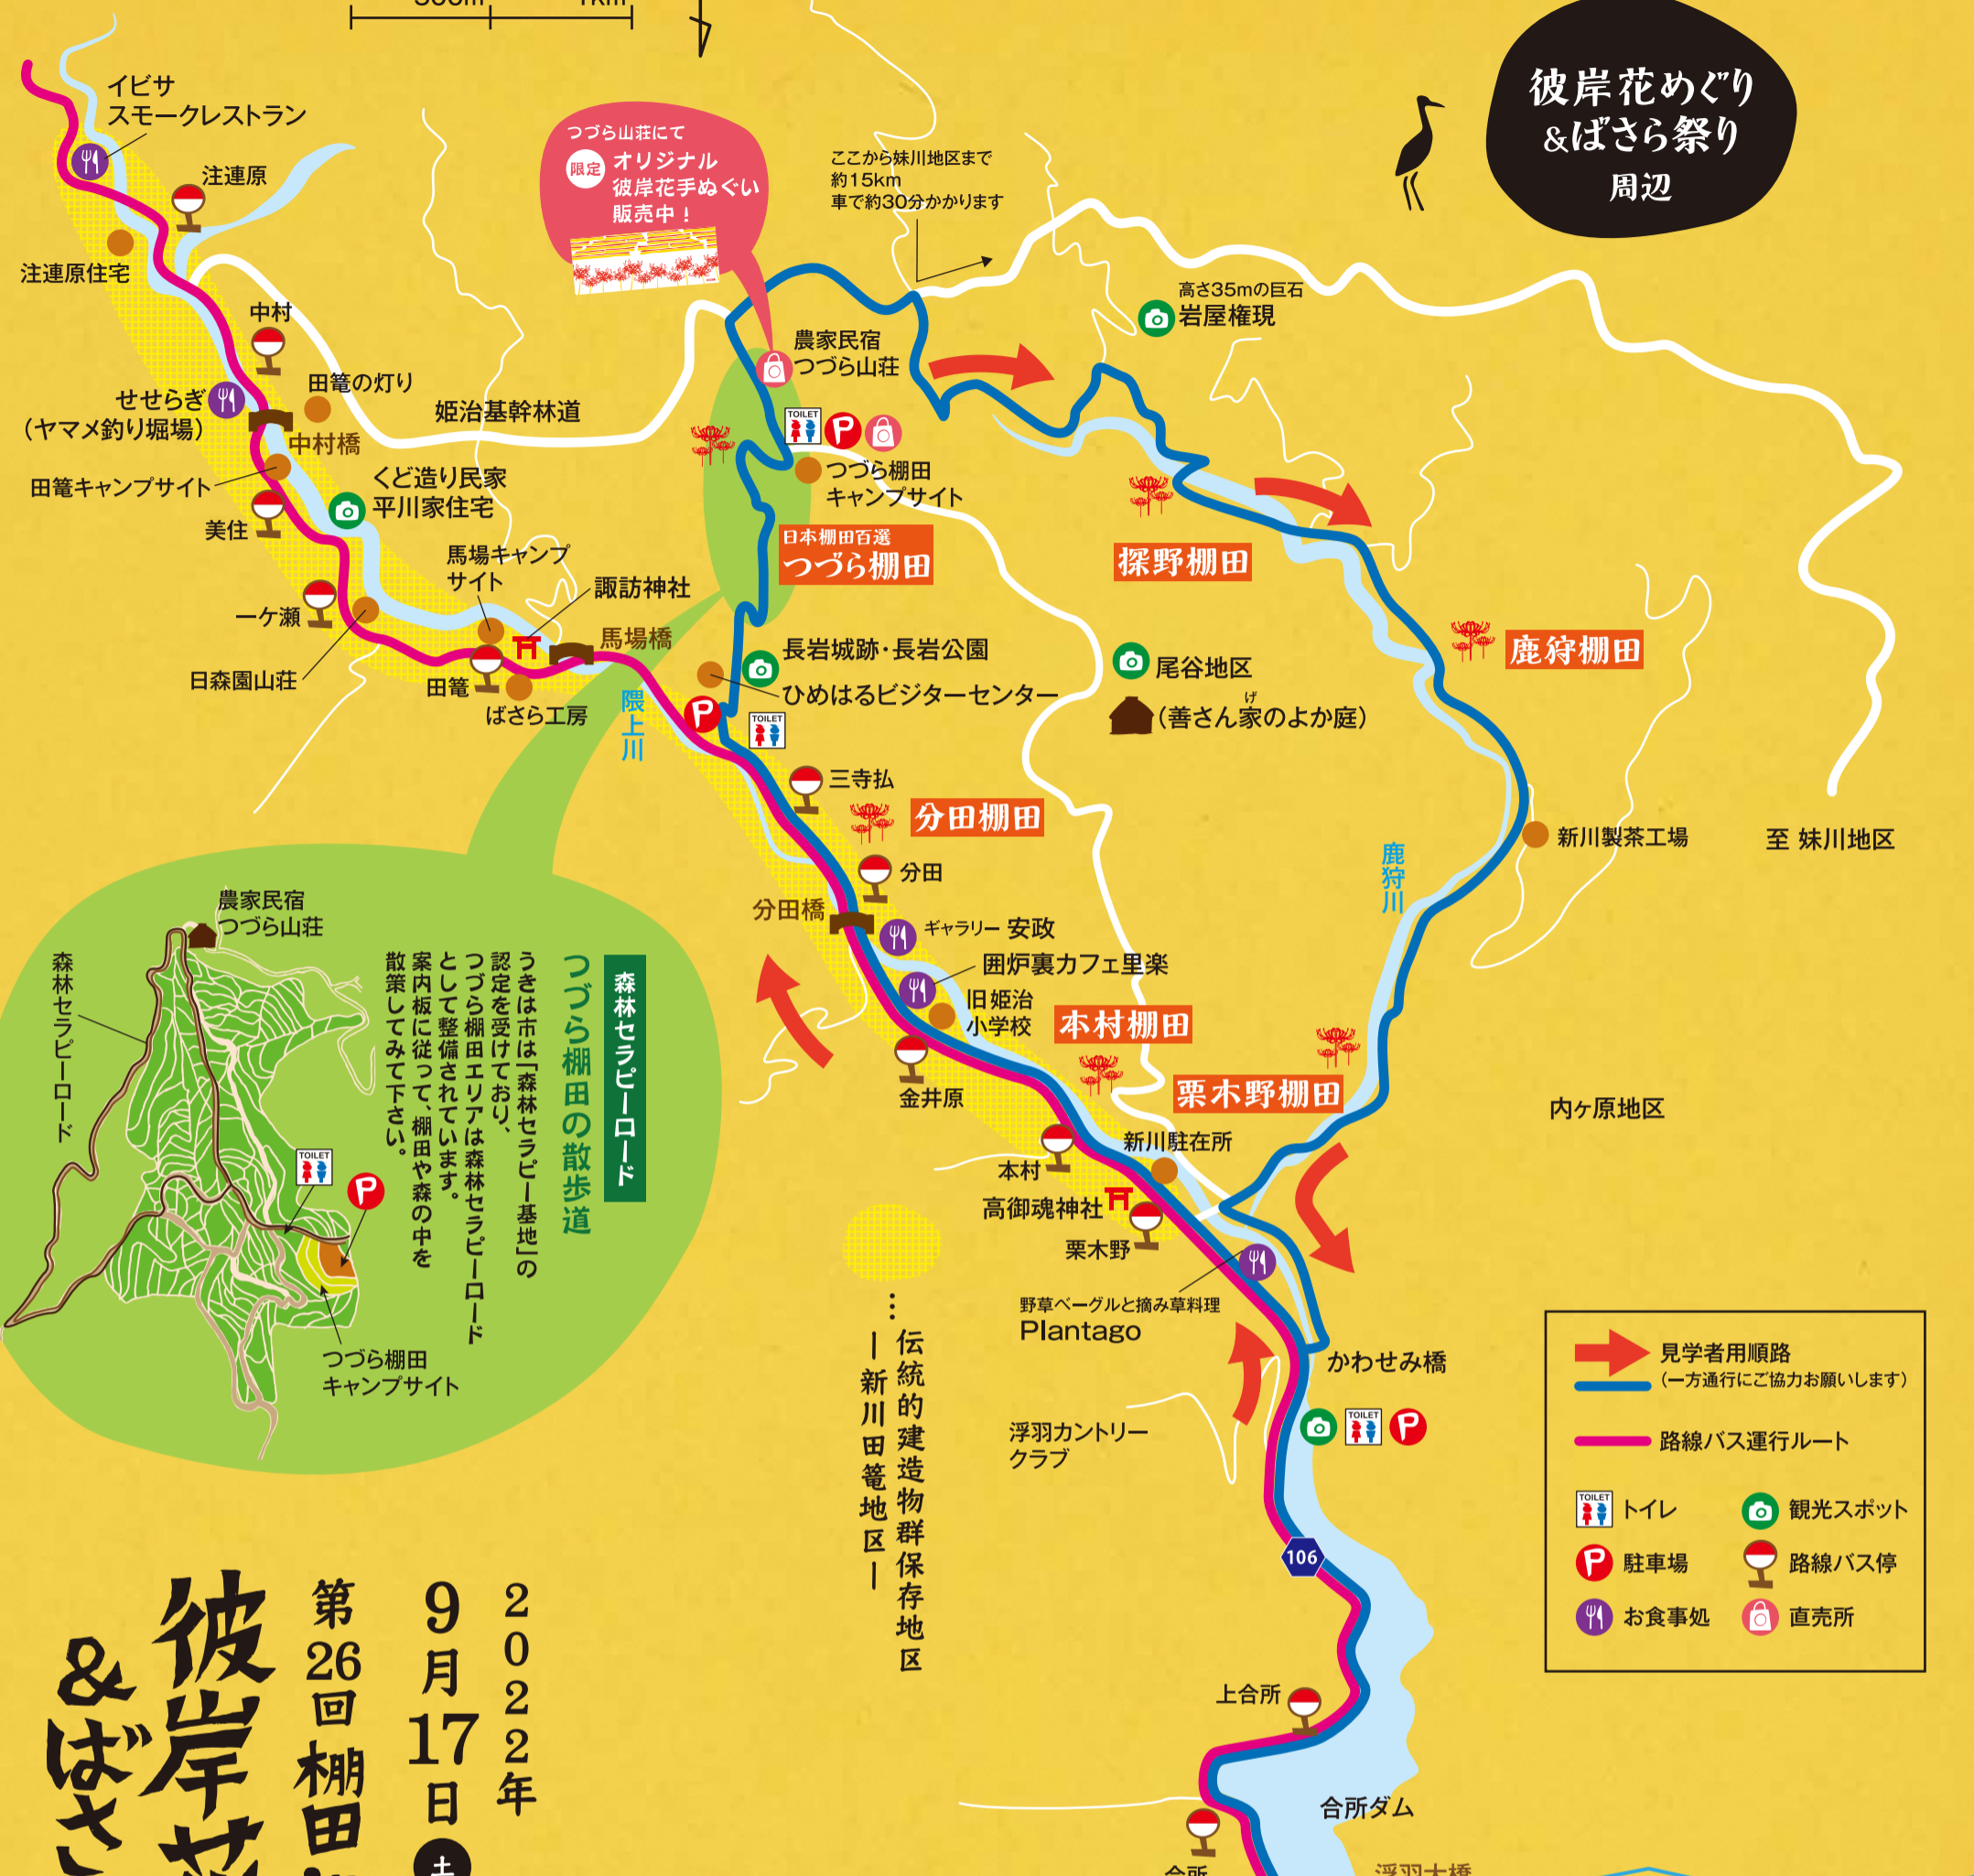 500m
1km
彼岸花めぐり
&ばさら祭り
周辺
イビサ
スモークレストラン
注連原
注連原住宅
中村
せせらぎ
（ヤマメ釣り堀場）
田篭の灯り
中村橋
田篭キャンプサイト
美住
くど造り民家
平川家住宅
姫治基幹林道
一ケ瀬
日森園山荘
馬場キャンプ
サイト
諏訪神社
馬場橋
田篭
ばさら工房
隈上川
つづら山荘にて
限定
オリジナル
彼岸花手ぬぐい
販売中！
ここから妹川地区まで
約15km
車で約30分かかります
高さ35mの巨石
岩屋権現
農家民宿
つづら山荘
TOILET
P
つづら棚田
キャンプサイト
日本棚田百選
つづら棚田
探野棚田
鹿狩棚田
長岩城跡・長岩公園
ひめはるビジターセンター
P
TOILET
尾谷地区
げ
（善さん家のよか庭）
三寺払
分田棚田
分田
分田橋
ギャラリー 安政
囲炉裏カフェ里楽
旧姫治
小学校
金井原
本村棚田
栗木野棚田
鹿狩川
新川製茶工場
至 妹川地区
内ヶ原地区
本村
新川駐在所
高御魂神社
栗木野
野草ベーグルと摘み草料理
Plantago
かわせみ橋
TOILET
P
浮羽カントリー
クラブ
106
上合所
合所ダム
合所
浮羽大橋
森林セラピーロード
つづら棚田の散歩道
うきは市は「森林セラピー基地」の
認定を受けており、
つづら棚田エリアは森林セラピーロード
として整備されています。
案内板に従って、棚田や森の中を
散策してみて下さい。
農家民宿
つづら山荘
森林セラピーロード
TOILET
P
つづら棚田
キャンプサイト
…伝統的建造物群保存地区
ー新川田篭地区ー
見学者用順路
（一方通行にご協力お願いします）
路線バス運行ルート
TOILET
トイレ
観光スポット
P
駐車場
路線バス停
お食事処
直売所
2022年
9月17日土
第26回棚田
彼岸花
&ばさ